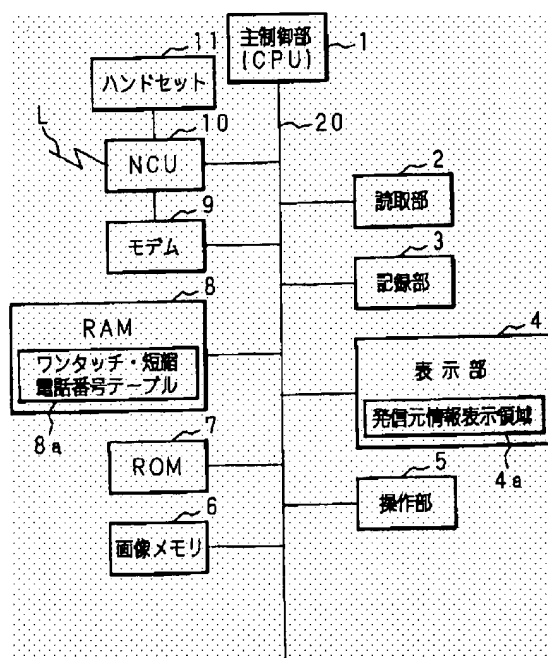 11
ハンドセット
主制御部
(CPU)
1
L
10
NCU
20
2
読取部
9
モデム
3
記録部
8
RAM
ワンタッチ・短縮
電話番号テーブル
8a
4
表示部
発信元情報表示領域
4a
7
ROM
5
操作部
6
画像メモリ